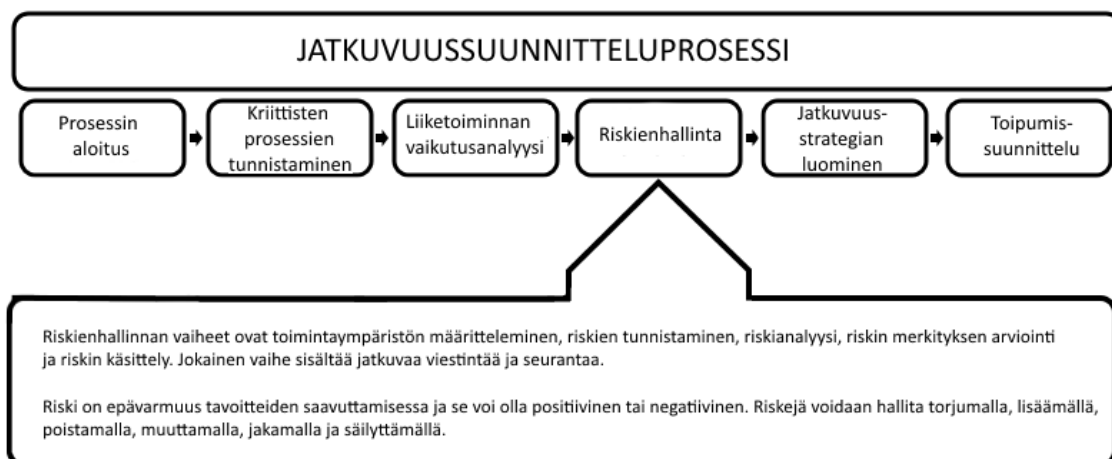 JATKUVUUSSUUNNITTELUPROSESSI
Prosessin
aloitus
Kriittisten
prosessien
tunnistaminen
Liiketoiminnan
vaikutusanalyysi
Riskienhallinta
Jatkuvuus-
strategian
luominen
Toipumis-
suunnittelu
Riskienhallinnan vaiheet ovat toimintaympäristön määritteleminen, riskien tunnistaminen, riskianalyysi, riskin merkityksen arviointi
ja riskin käsittely. Jokainen vaihe sisältää jatkuvaa viestintää ja seurantaa.
Riski on epävarmuus tavoitteiden saavuttamisessa ja se voi olla positiivinen tai negatiivinen. Riskejä voidaan hallita torjumalla, lisäämällä,
poistamalla, muuttamalla, jakamalla ja säilyttämällä.